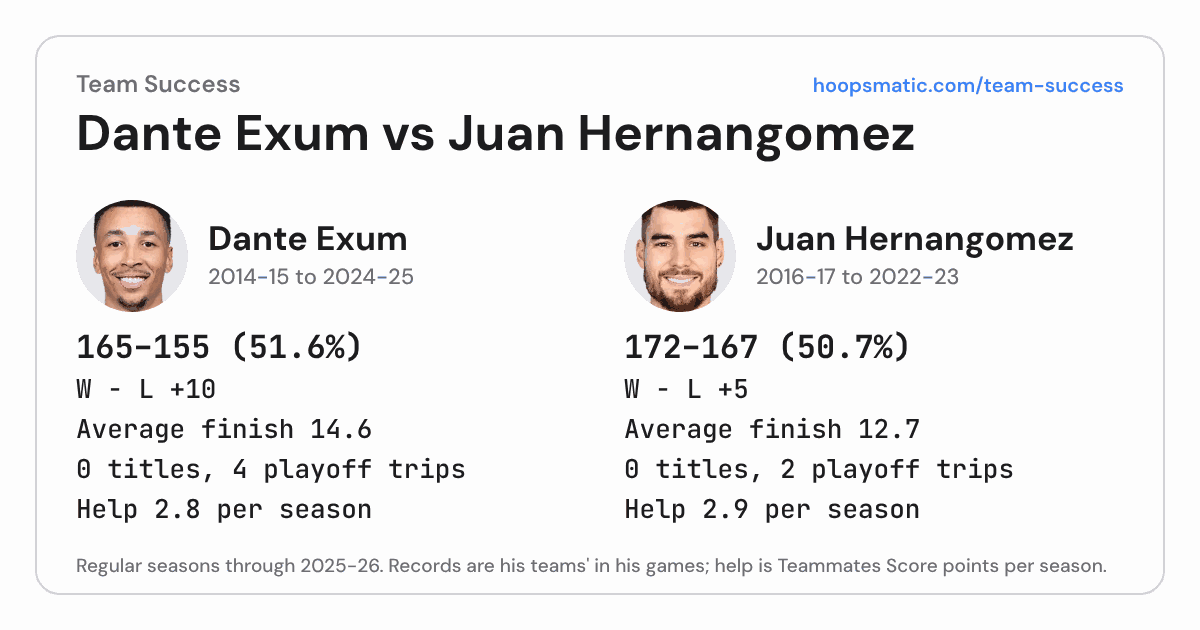 Team Success
hoopsmatic.com/team-success
Dante Exum vs Juan Hernangomez
Dante Exum
2014-15 to 2024-25
165-155 (51.6%)
W - L +10
Average finish 14.6
0 titles, 4 playoff trips
Help 2.8 per season
Juan Hernangomez
2016-17 to 2022-23
172-167 (50.7%)
W - L +5
Average finish 12.7
0 titles, 2 playoff trips
Help 2.9 per season
Regular seasons through 2025-26. Records are his teams' in his games; help is Teammates Score points per season.